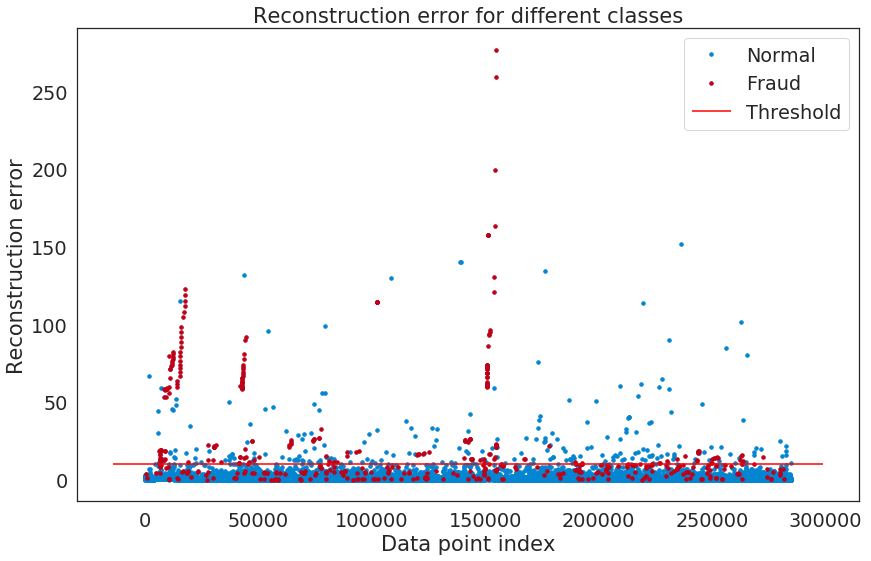 Reconstruction error for different classes
Normal
Fraud
Threshold
250
200
150
100
50
0
Reconstruction error
0 50000 100000 150000 200000 250000 300000
Data point index